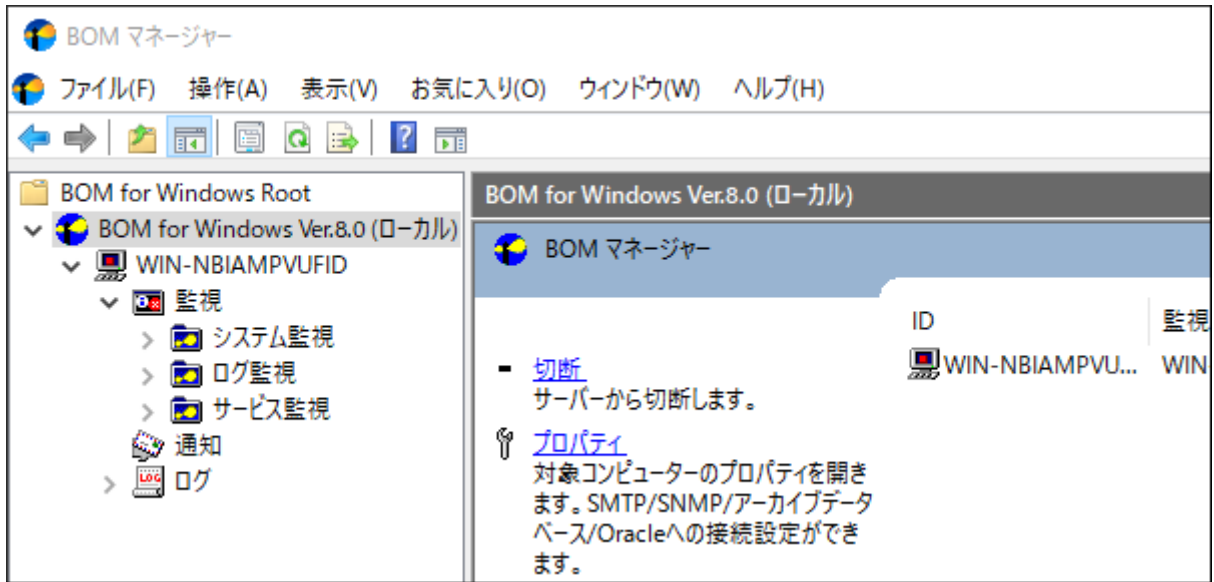 BOM マネージャー
ファイル(F) 操作(A) 表示(V) お気に入り(O) ウィンドウ(W) ヘルプ(H)
BOM for Windows Root
BOM for Windows Ver.8.0 (ローカル)
WIN-NBIAMPVUFID
監視
システム監視
ログ監視
サービス監視
通知
ログ
BOM for Windows Ver.8.0 (ローカル)
BOM マネージャー
切断
サーバーから切断します。
プロパティ
対象コンピューターのプロパティを開き
ます。SMTP/SNMP/アーカイブデータ
ベース/Oracleへの接続設定ができ
ます。
ID 監視
WIN-NBIAMPVU... WIN-